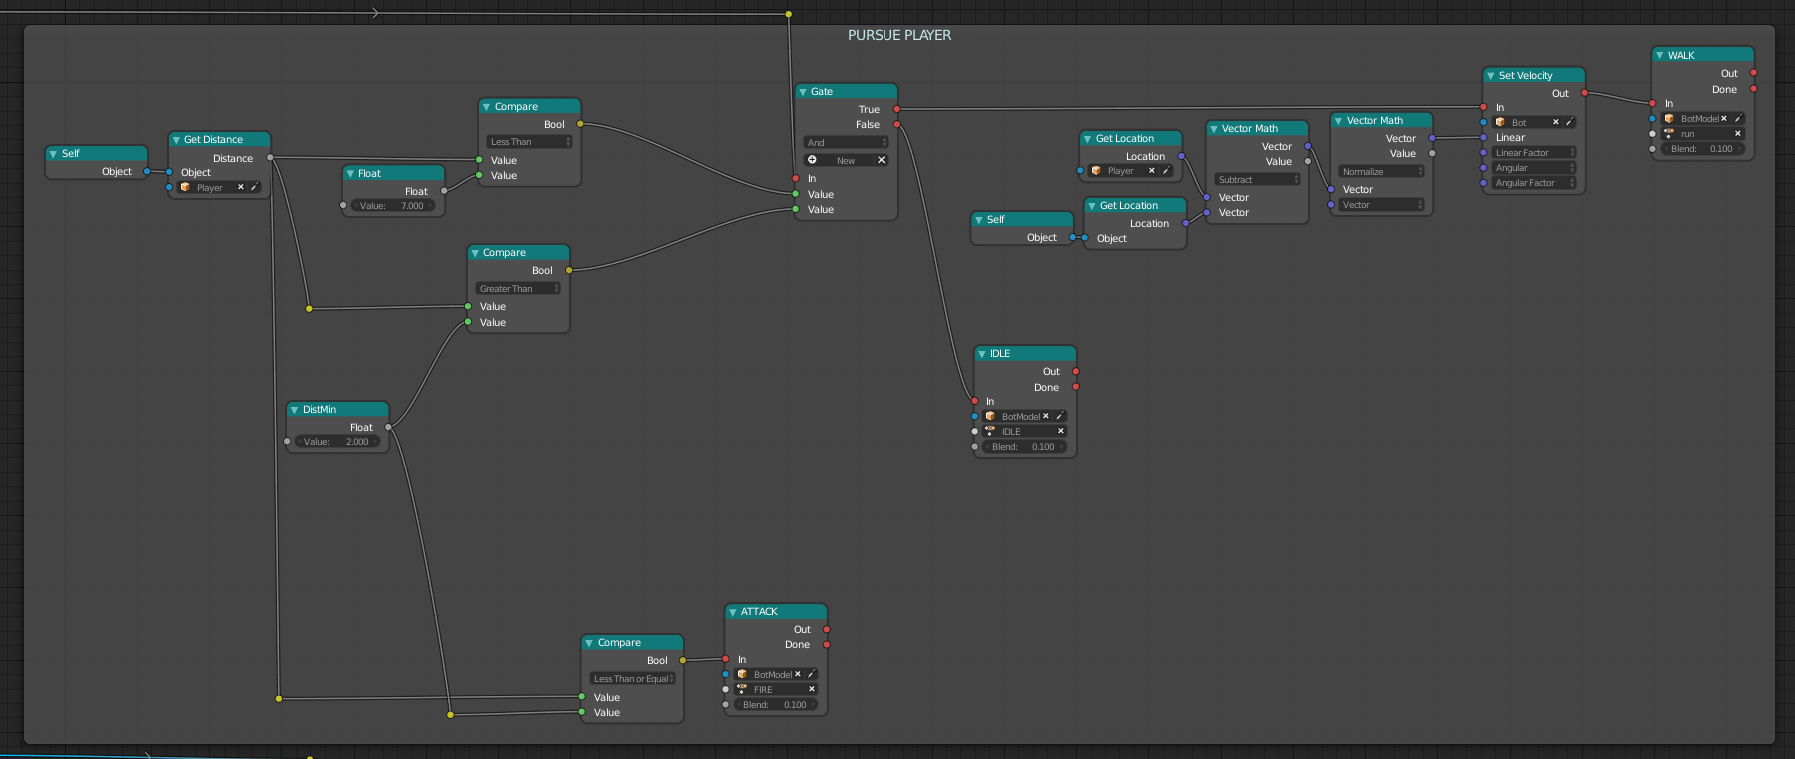 PURSUE PLAYER
Self
Object
Get Distance
Distance
Object
Player
Float
Float
Value: 7.000
Compare
Bool
Less Than
Value
Value
Compare
Bool
Greater Than
Value
Value
DistMin
Float
Value: 2.000
Gate
True
False
And
New
In
Value
Value
Self
Object
Get Location
Location
Player
Get Location
Location
Object
Vector Math
Vector
Value
Subtract
Vector
Vector
Vector Math
Vector
Value
Normalize
Vector
Vector
Set Velocity
Out
In
Bot
Linear
Linear Factor
Angular
Angular Factor
WALK
Out
Done
In
BotModel
run
Blend: 0.100
IDLE
Out
Done
In
BotModel
IDLE
Blend: 0.100
Compare
Bool
Less Than or Equal
Value
Value
ATTACK
Out
Done
In
BotModel
FIRE
Blend: 0.100